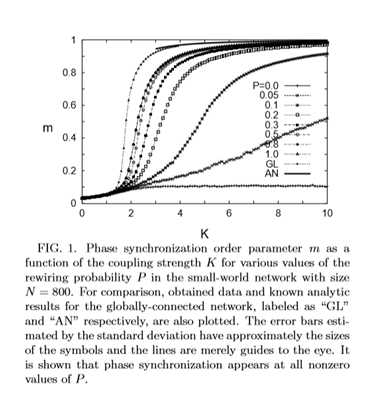 1
0.8
0.6
m
0.4
0.2
0
P=0.0
0.05
0.1
0.2
0.3
0.5
0.8
1.0
GL
AN
0 2 4 6 8 10
K
FIG. 1. Phase synchronization order parameter m as a
function of the coupling strength K for various values of the
rewiring probability P in the small-world network with size
N = 800. For comparison, obtained data and known analytic
results for the globally-connected network, labeled as “GL”
and “AN” respectively, are also plotted. The error bars esti-
mated by the standard deviation have approximately the sizes
of the symbols and the lines are merely guides to the eye. It
is shown that phase synchronization appears at all nonzero
values of P.